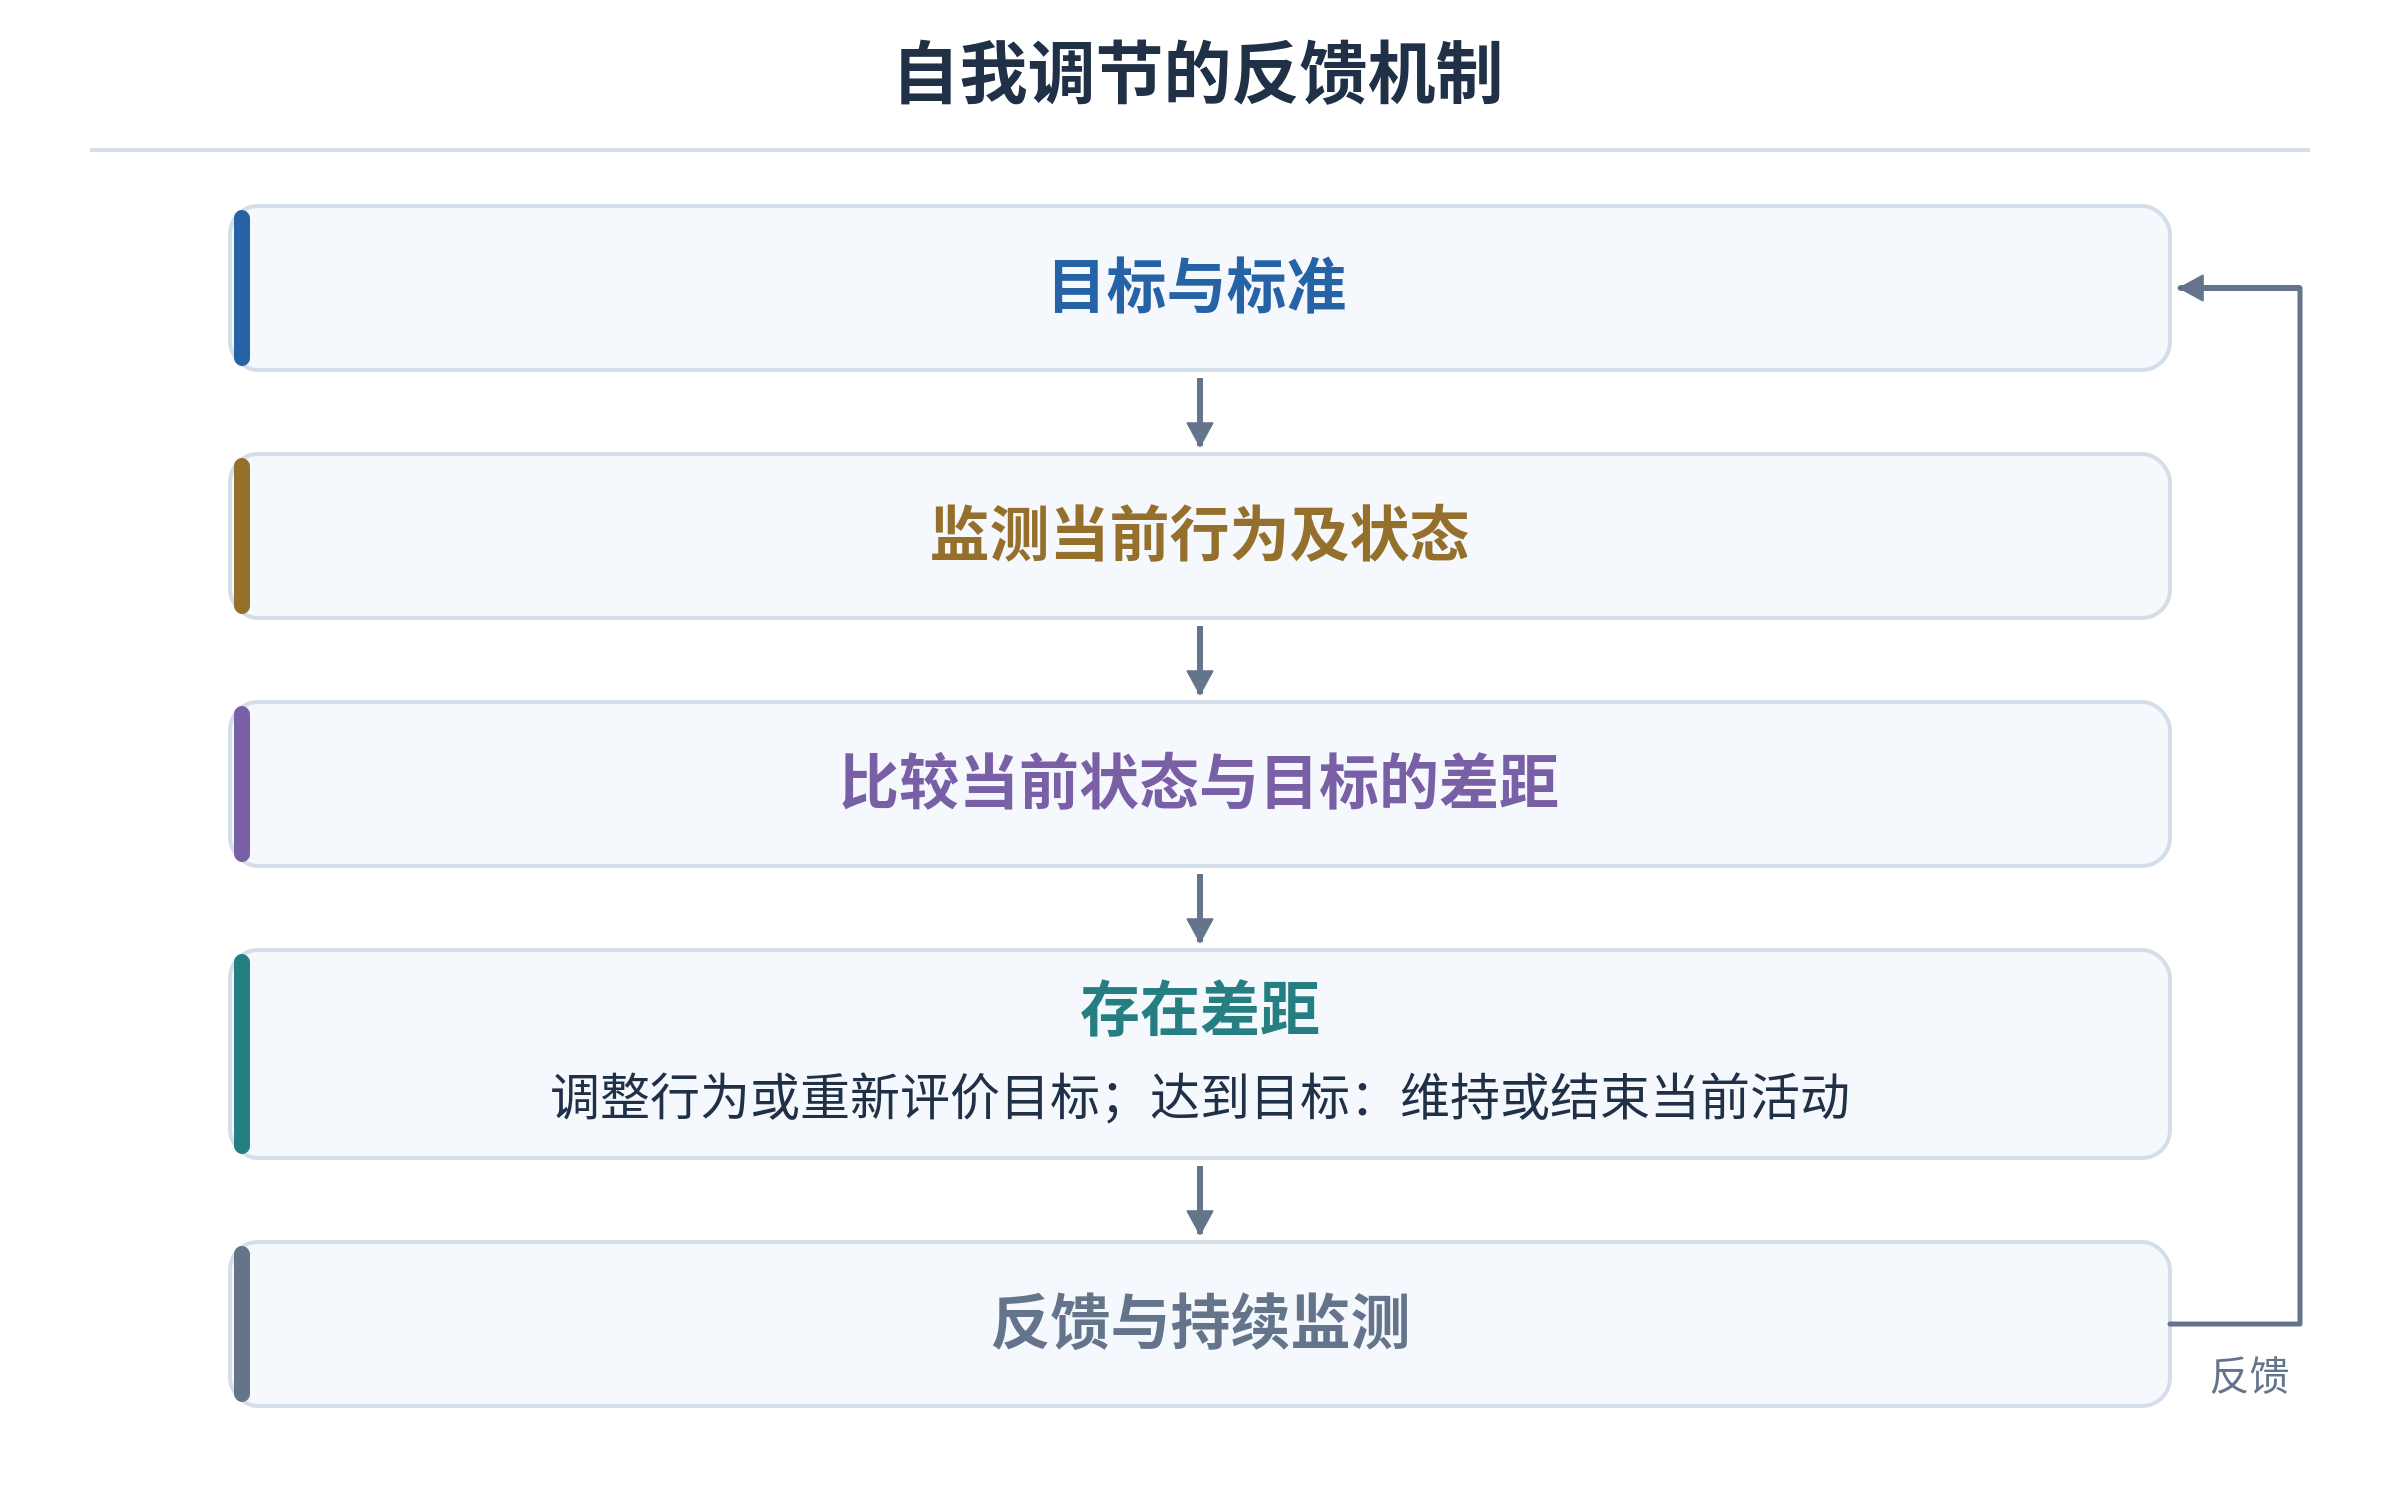 自我调节的反馈机制
目标与标准
监测当前行为及状态
比较当前状态与目标的差距
存在差距
调整行为或重新评价目标；达到目标：维持或结束当前活动
反馈与持续监测
反馈